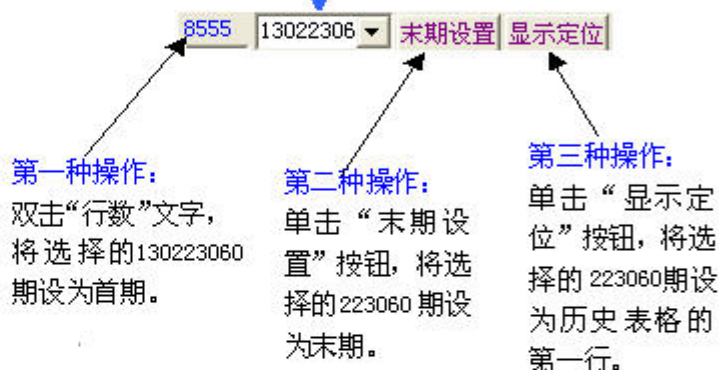 8555 13022306 末期设置 显示定位
第一种操作：
双击“行数”文字，
将选择的130223060
期设为首期。
第二种操作：
单击“末期设
置”按钮，将选
择的223060期设
为末期。
第三种操作：
单击“显示定
位”按钮，将选
择的223060期设
为历史表格的
第一行。